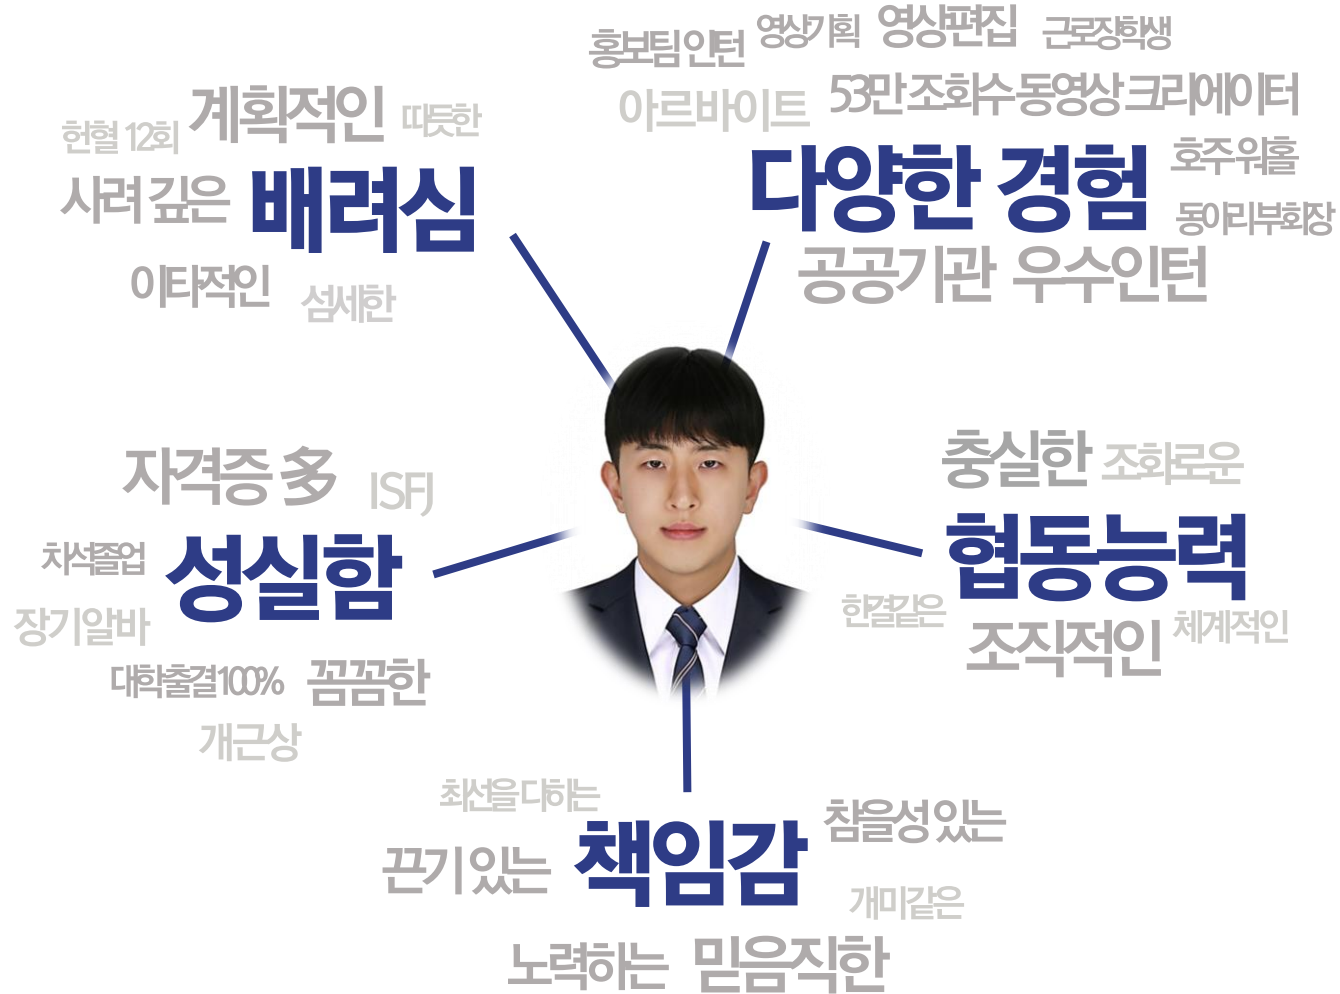 홍보팀 인턴 영상기획 영상편집 근로장학생
아르바이트 53만 조회수 동영상 크리에이터
다양한 경험 호주 워홀
동아리부회장
공공기관 우수인턴
헌혈 12회 계획적인 따듯한
사려 깊은 배려심
이타적인 섬세한
자격증 多 ISFJ
차석졸업 성실함
장기알바
대학출결100% 꼼꼼한
개근상
충실한 조화로운
협동능력
한결같은 조직적인 체계적인
최선을 다하는
끈기 있는 책임감 참을성 있는
개미같은
노력하는 믿음직한